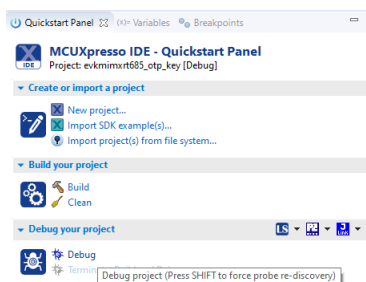 Quickstart Panel (x)= Variables Breakpoints
IDE
MCUXpresso IDE - Quickstart Panel
Project: evkmimxrt685_otp_key [Debug]
Create or import a project
New project...
Import SDK example(s)...
Import project(s) from file system...
Build your project
Build
Clean
Debug your project LS
Debug
Debug project (Press SHIFT to force probe re-discovery)